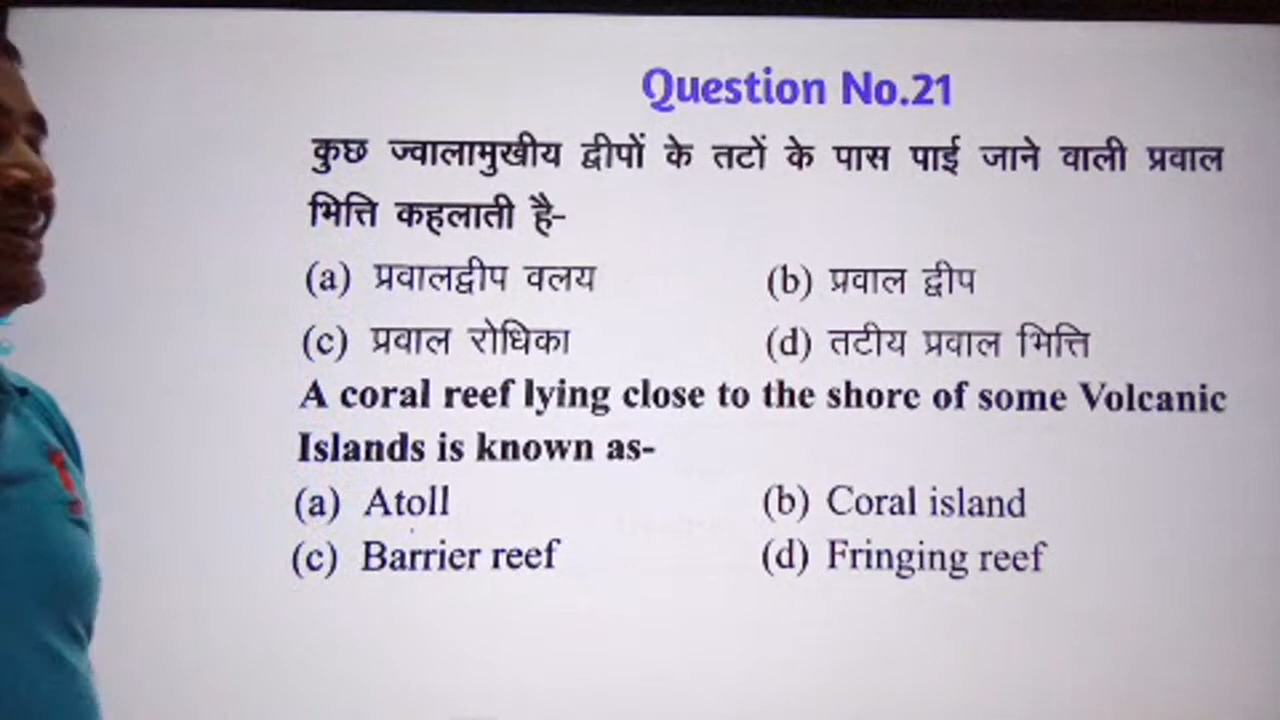 Question No.21
कुछ ज्वालामुखीय द्वीपों के तटों के पास पाई जाने वाली प्रवाल
भित्ति कहलाती है-
(a) प्रवालद्वीप वलय (b) प्रवाल द्वीप
(c) प्रवाल रोधिका (d) तटीय प्रवाल भित्ति
A coral reef lying close to the shore of some Volcanic
Islands is known as-
(a) Atoll (b) Coral island
(c) Barrier reef (d) Fringing reef